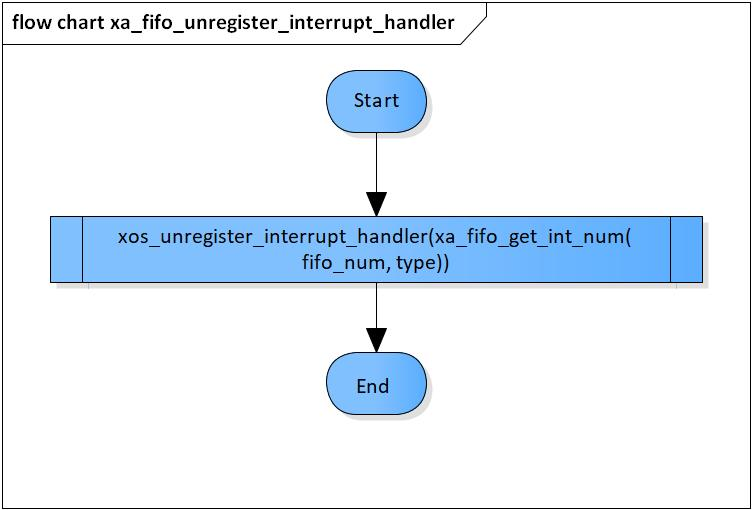 flow chart xa_fifo_unregister_interrupt_handler
Start
xos_unregister_interrupt_handler(xa_fifo_get_int_num(
fifo_num, type))
End